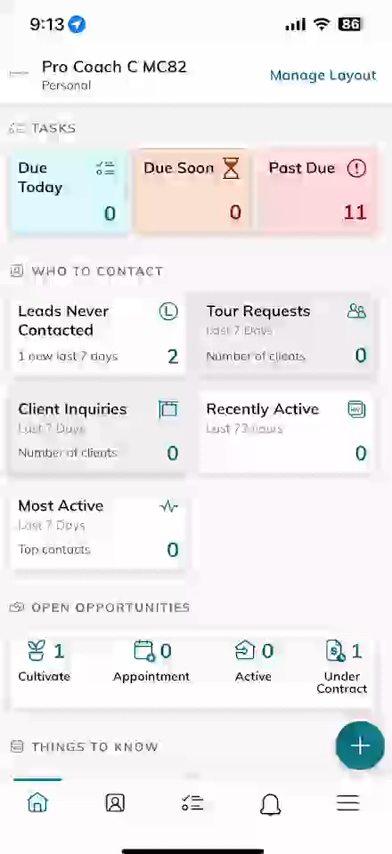 9:13
86
Pro Coach C MC82
Personal
Manage Layout
TASKS
Due Today
0
Due Soon
0
Past Due
11
WHO TO CONTACT
Leads Never
Contacted
1 new last 7 days
2
Tour Requests
Last 7 Days
Number of clients
0
Client Inquiries
Last 7 Days
Number of clients
0
Recently Active
Last 72 hours
0
Most Active
Last 7 Days
Top contacts
0
OPEN OPPORTUNITIES
1
Cultivate
0
Appointment
0
Active
1
Under
Contract
THINGS TO KNOW